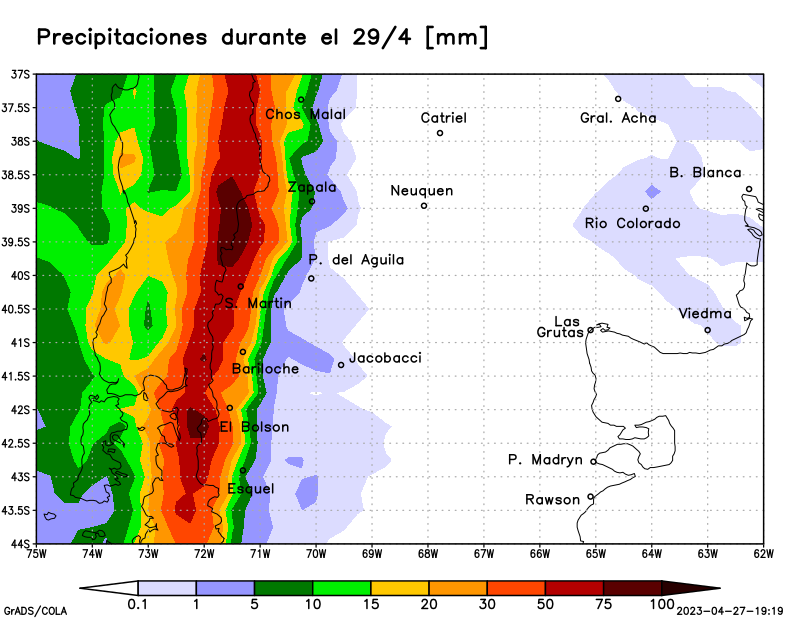 Precipitaciones durante el 29/4 [mm]
37S
37.5S
38S
38.5S
39S
39.5S
40S
40.5S
41S
41.5S
42S
42.5S
43S
43.5S
44S
Chos Malal
Catriel
Gral. Acha
B. Blanca
Zapala
Neuquen
Rio Colorado
P. del Aguila
S. Martin
Viedma
Las
Grutas
Bariloche
Jacobacci
El Bolson
P. Madryn
Esquel
Rawson
75W 74W 73W 72W 71W 70W 69W 68W 67W 66W 65W 64W 63W 62W
0.1 1 5 10 15 20 30 50 75 100
GrADS/COLA
2023-04-27-19:19